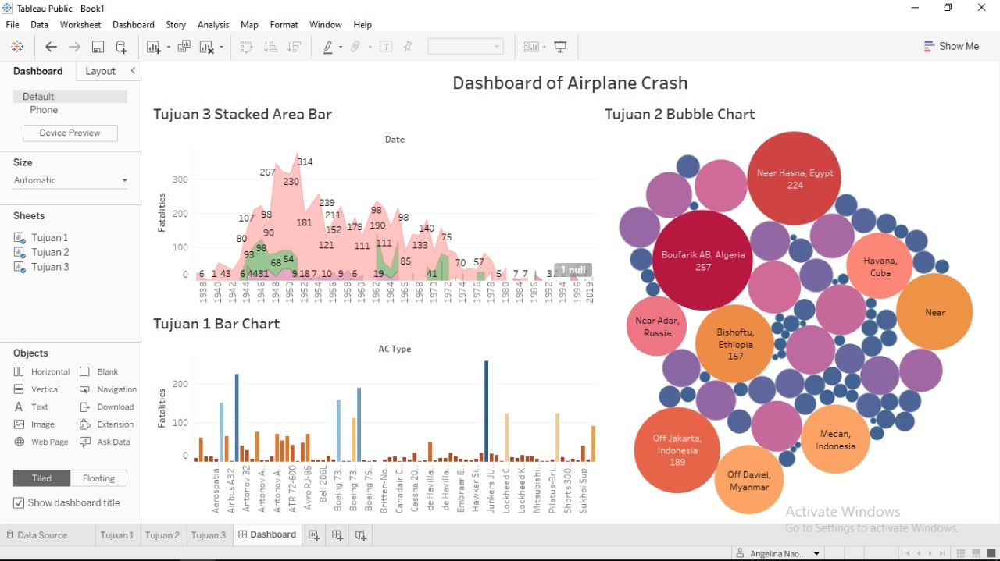 Tableau Public - Book1
File Data Worksheet Dashboard Story Analysis Map Format Window Help
Show Me
Dashboard Layout
Default
Phone
Device Preview
Size
Automatic
Sheets
Tujuan 1
Tujuan 2
Tujuan 3
Objects
Horizontal Blank
Vertical Navigation
Text Download
Image Extension
Web Page Ask Data
Tiled Floating
Show dashboard title
Dashboard of Airplane Crash
Tujuan 3 Stacked Area Bar
Date
Fatalities
300
200
100
0
314
267
230
239
107 98
211
181
152 179
98
190
98
140
80
90
121
111
111
133
75
93
98
68 54
85
70 57
6 1 43 6 44 31 9 18 7 10 6 19 41 5 7 7
1 null
1938 1940 1942 1944 1946 1948 1950 1952 1954 1956 1958 1960 1962 1964 1966 1968 1970 1972 1974 1976 1978 1980 1984 1986 1992 1994 1996 2019
Tujuan 1 Bar Chart
AC Type
Fatalities
200
100
0
Aerospatia..
Airbus A32..
Antonov 32
Antonov A..
Antonov A..
ATR 72-600
Avro RJ-85
Bell 206L
Boeing 73..
Boeing 73..
Boeing 75..
Britten-No..
Canadair C..
Cessna 20..
de Havilla..
de Havilla..
Embraer E..
Hawker Si..
Junkers JU..
Lockheed C..
Lockheed K..
Mitsubishi..
Pilatus-Bri..
Shorts 300..
Sukhoi Sup..
Tujuan 2 Bubble Chart
Near Hasna, Egypt
224
Boufarik AB, Algeria
257
Havana,
Cuba
Near
Near Adar,
Russia
Bishoftu,
Ethiopia
157
Off Jakarta,
Indonesia
189
Medan,
Indonesia
Off Dawei,
Myanmar
Activate Windows
Go to Settings to activate Windows.
Data Source Tujuan 1 Tujuan 2 Tujuan 3 Dashboard
Angelina Nao...